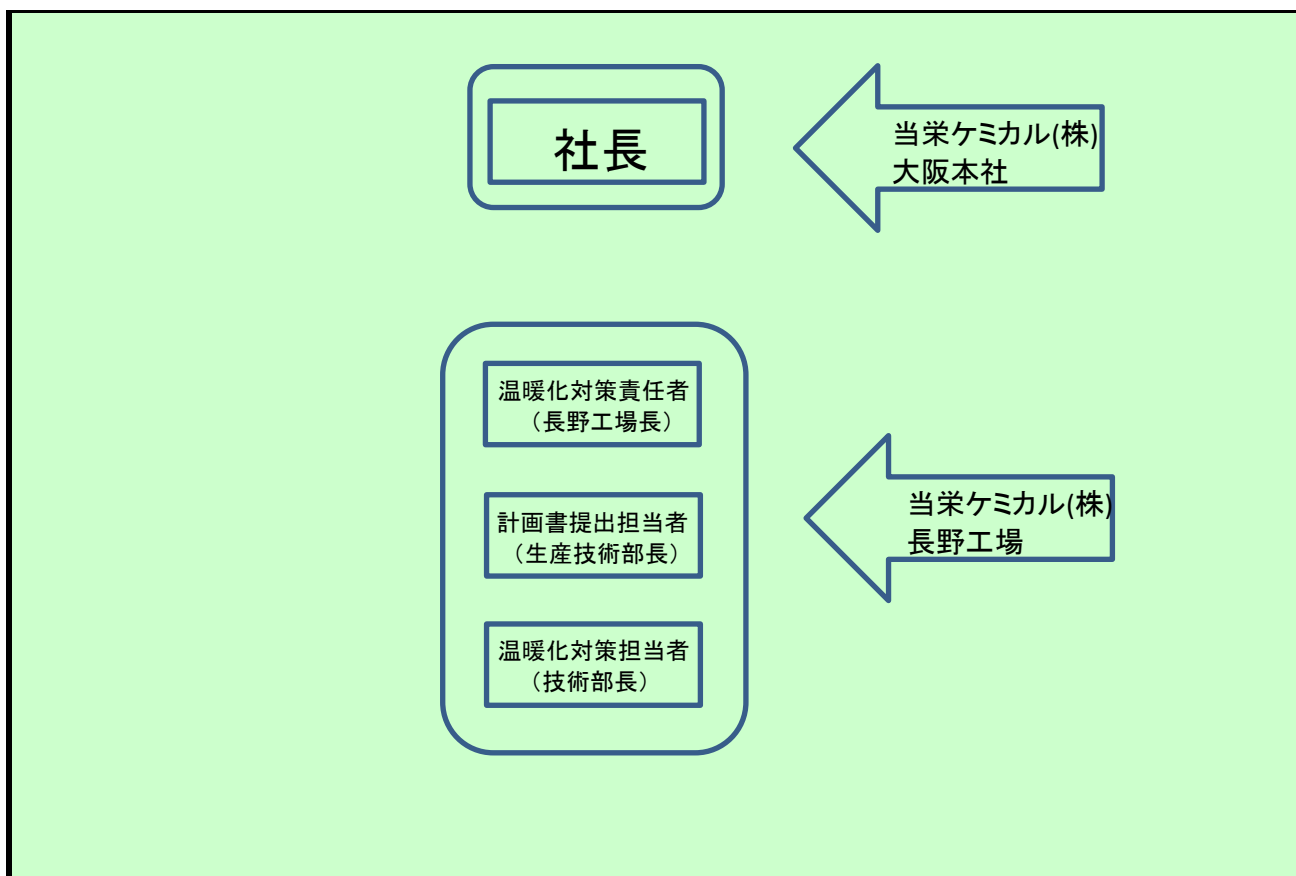 社長
当栄ケミカル(株)
大阪本社
温暖化対策責任者
（長野工場長）
計画書提出担当者
（生産技術部長）
温暖化対策担当者
（技術部長）
当栄ケミカル(株)
長野工場